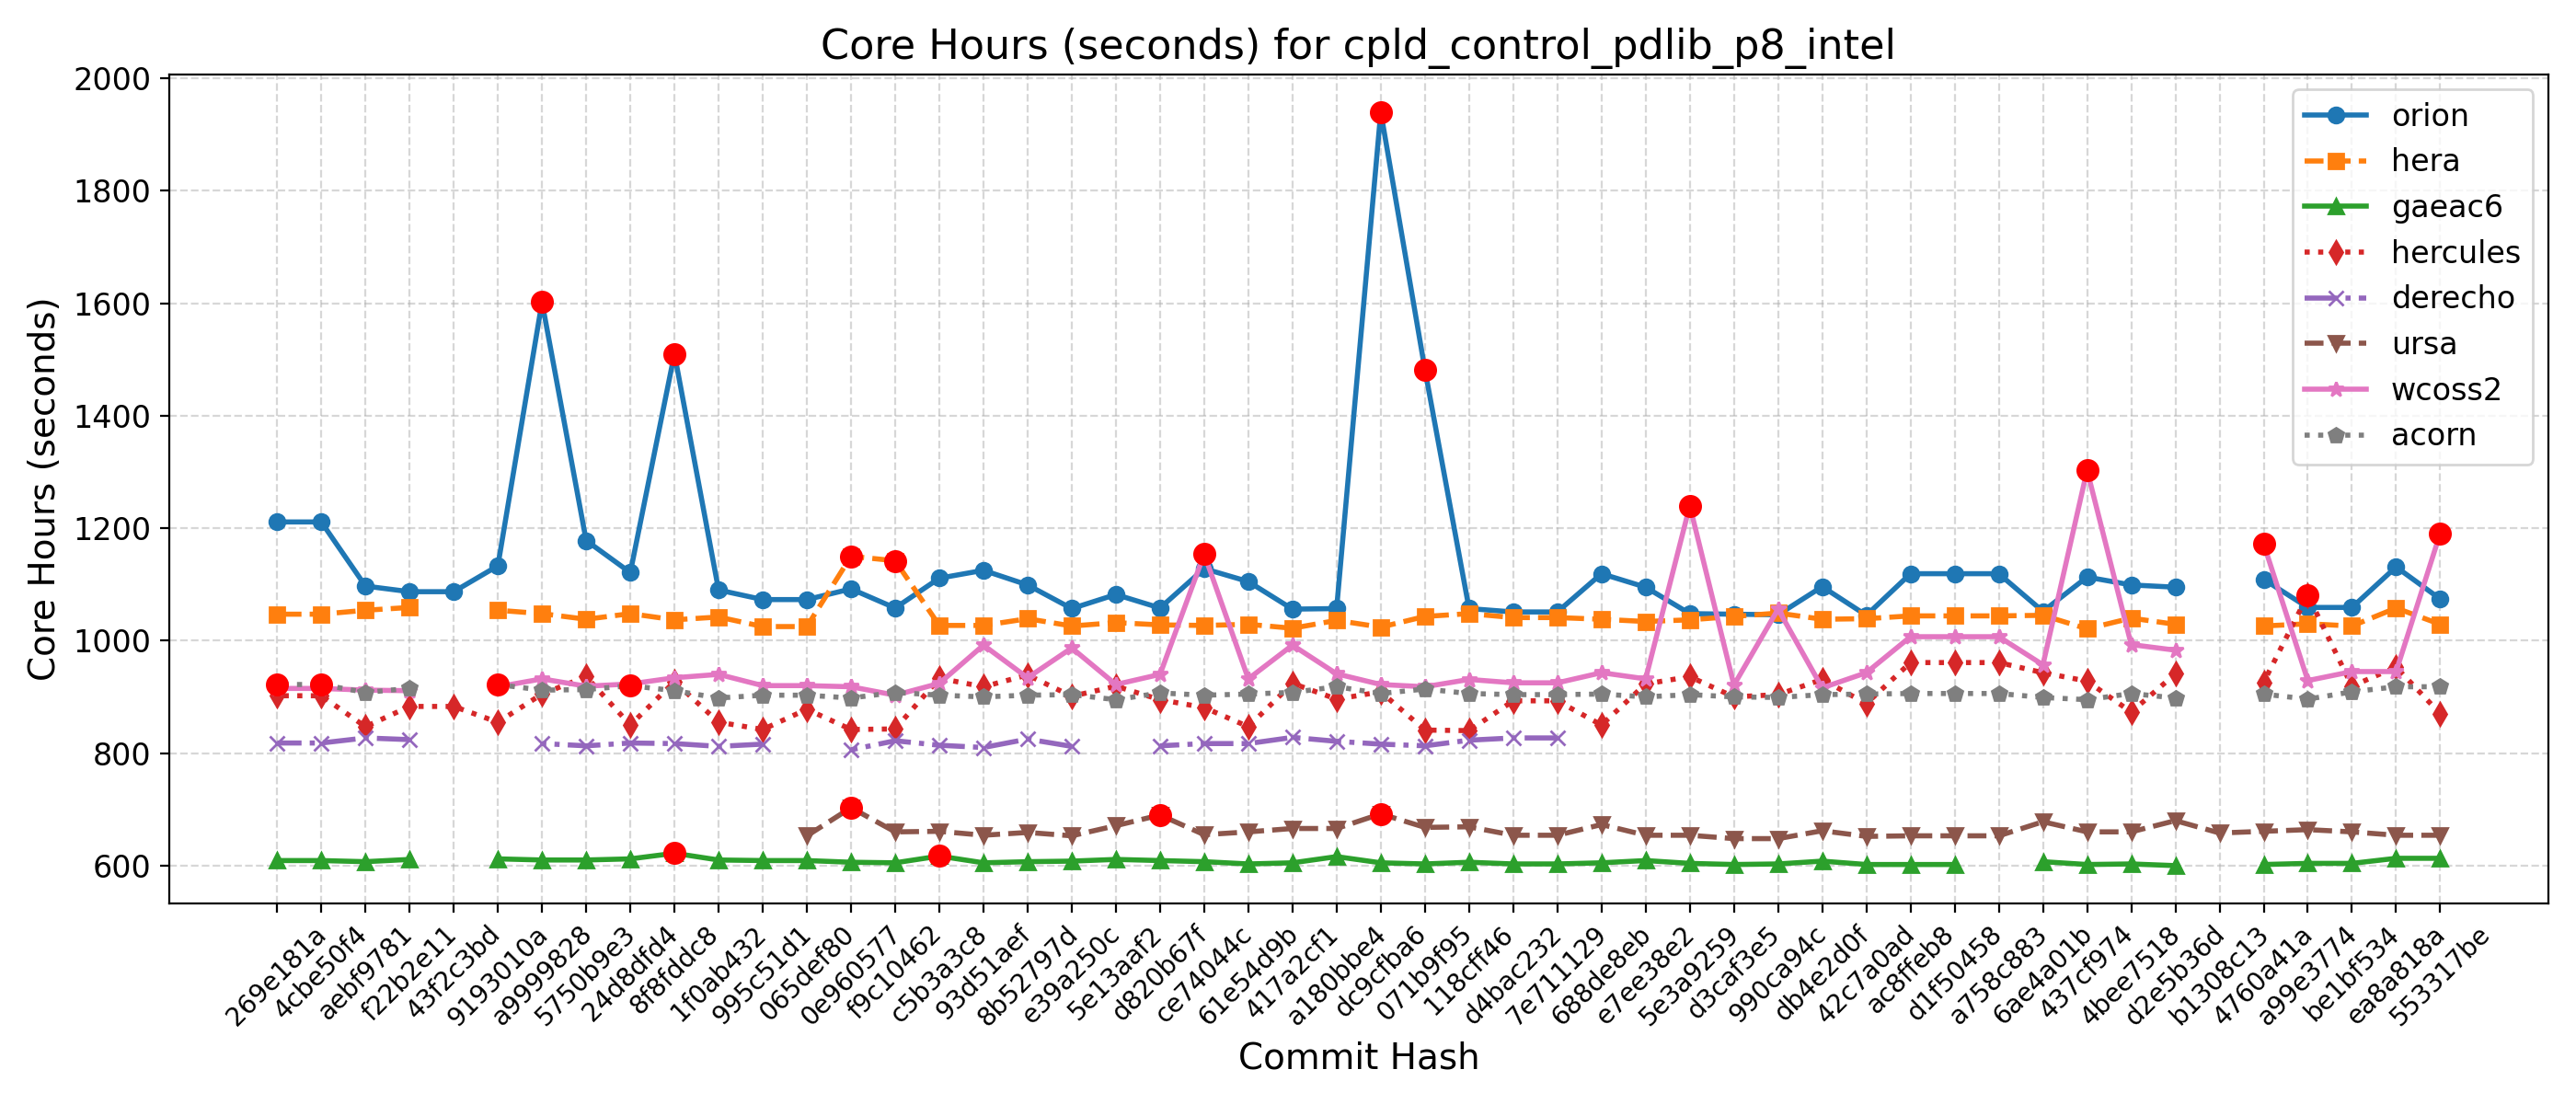 Core Hours (seconds) for cpld_control_pdlib_p8_intel
Core Hours (seconds)
2000
1800
1600
1400
1200
1000
800
600
orion
hera
gaeac6
hercules
derecho
ursa
wcoss2
acorn
269e181a
4cbe50f4
aebf9781
f22b2e11
43f2c3bd
9193010a
a9999828
5750b9e3
24d8dfd4
8f8fddc8
1f0ab432
995c51d1
065def80
0e960577
f9c10462
c5b3a3c8
93d51aef
8b52797d
e39a250c
5e13aaf2
d820b67f
ce74044c
61e54d9b
417a2cf1
a180bbe4
dc9cfba6
071b9f95
118cff46
d4bac232
7e711129
688de8eb
e7ee38e2
5e3a9259
d3caf3e5
990ca94c
db4e2d0f
42c7a0ad
ac8ffeb8
d1f50458
a758c883
6ae4a01b
437cf974
4bee7518
d2e5b36d
b1308c13
4760a41a
a99e3774
be1bf534
ea8a818a
553317be
Commit Hash